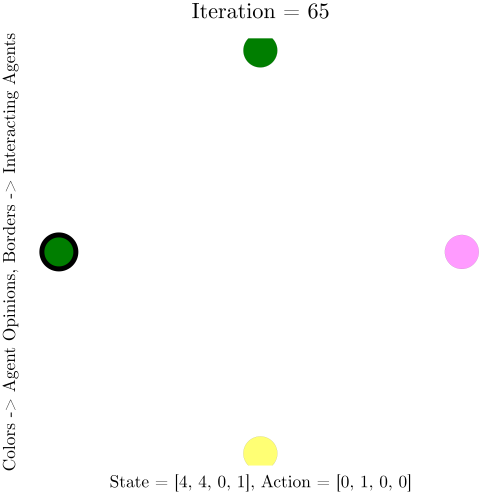 Iteration = 65
Colors -> Agent Opinions, Borders -> Interacting Agents
State = [4, 4, 0, 1], Action = [0, 1, 0, 0]